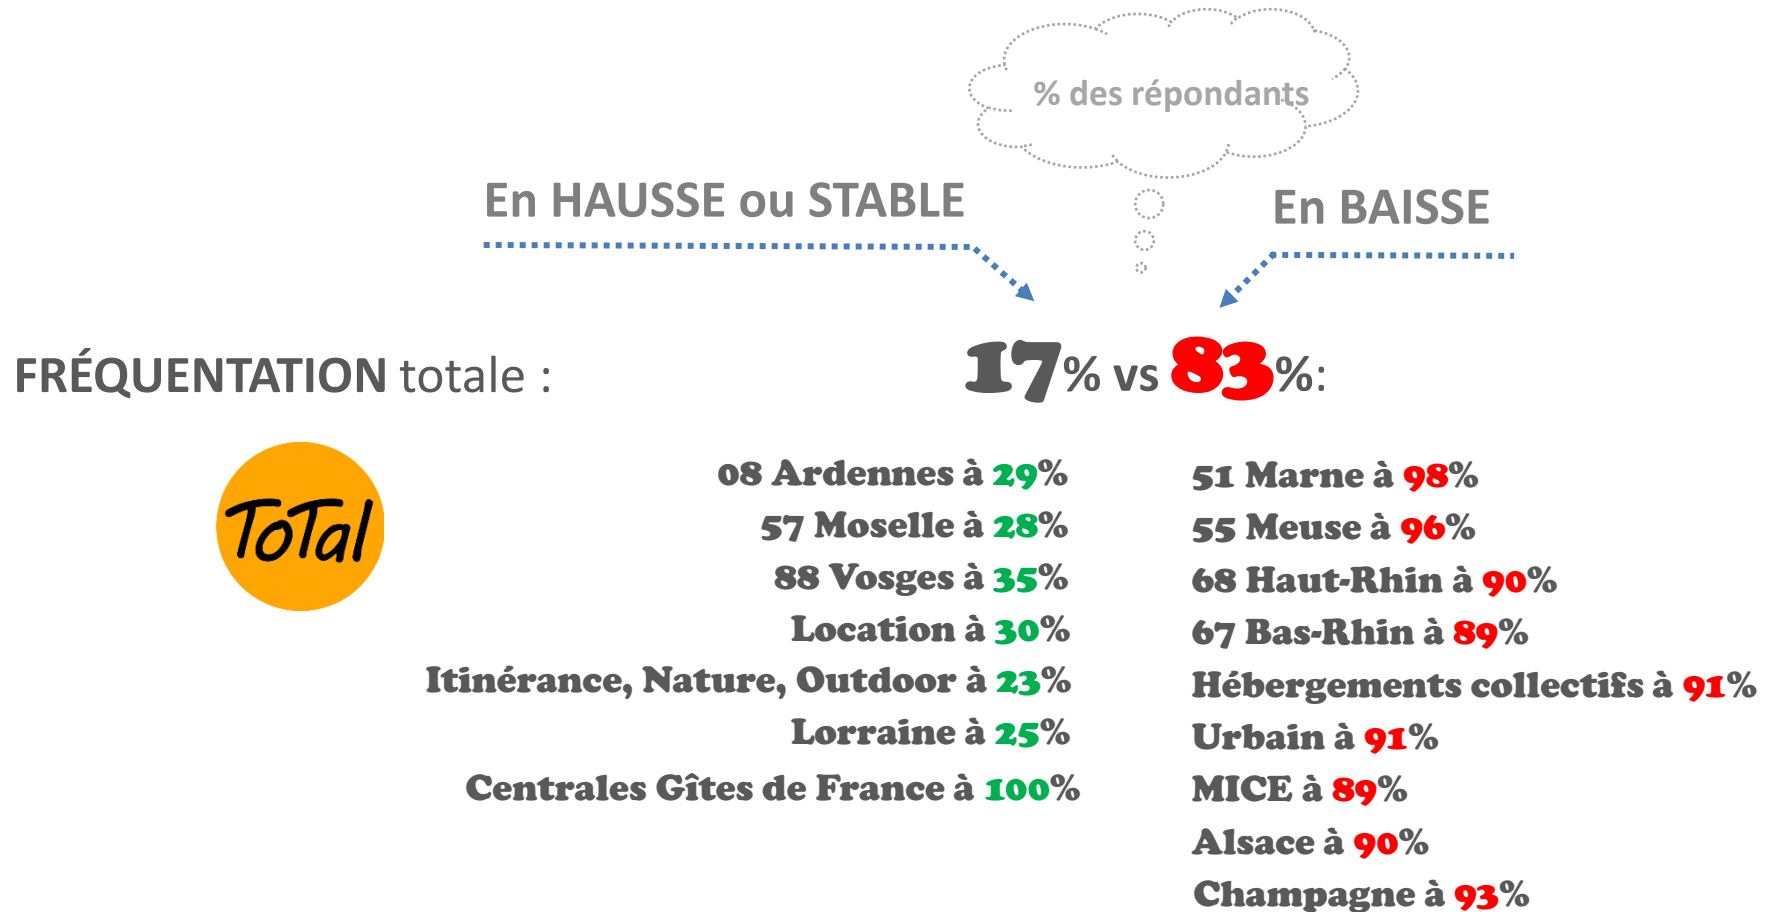 % des répondants
En HAUSSE ou STABLE
En BAISSE
FRÉQUENTATION totale :
17% vs 83%:
ToTal
08 Ardennes à 29%
57 Moselle à 28%
88 Vosges à 35%
Location à 30%
Itinérance, Nature, Outdoor à 23%
Lorraine à 25%
Centrales Gîtes de France à 100%
51 Marne à 98%
55 Meuse à 96%
68 Haut-Rhin à 90%
67 Bas-Rhin à 89%
Hébergements collectifs à 91%
Urbain à 91%
MICE à 89%
Alsace à 90%
Champagne à 93%